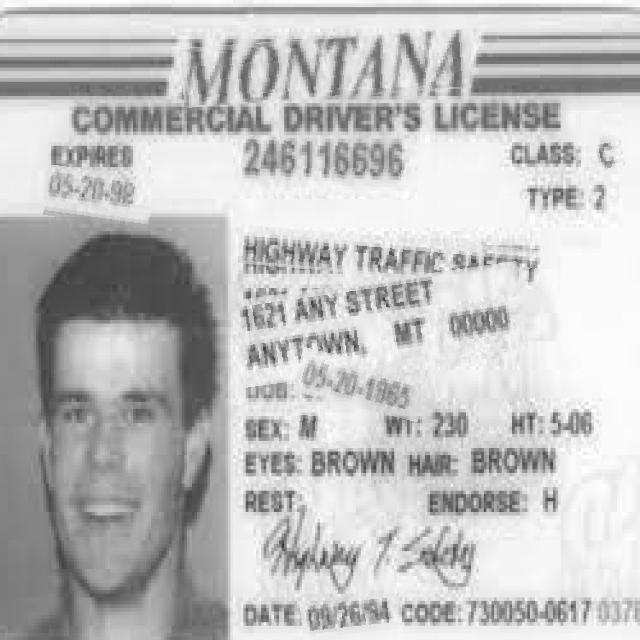 MONTANA
COMMERCIAL DRIVER'S LICENSE
EXPIRES 246116696 CLASS: C
05-20-98 TYPE: 2
HIGHWAY TRAFFIC SAFETY
1621 ANY STREET
ANYTOWN, MT 00000
DOB: 05-20-1965
SEX: M WT: 230 HT: 5-06
EYES: BROWN HAIR: BROWN
REST: ENDORSE: H
Highway T. Safety
DATE: 09/26/94 CODE: 730050-0617 037